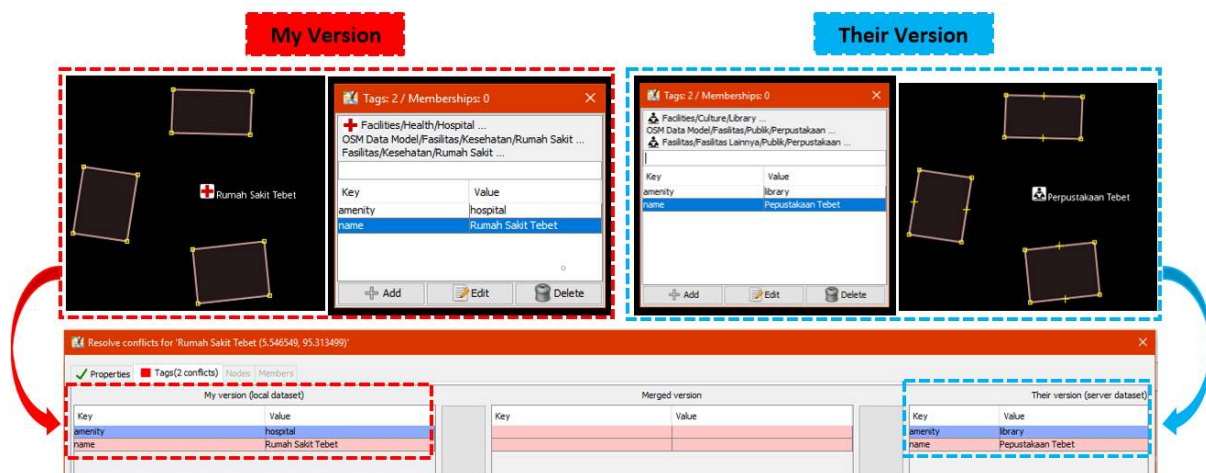 My Version
Their Version
Rumah Sakit Tebet
Tags: 2 / Memberships: 0
Facilities/Health/Hospital ...
OSM Data Model/Fasilitas/Kesehatan/Rumah Sakit ...
Fasilitas/Kesehatan/Rumah Sakit ...
Key Value
amenity hospital
name Rumah Sakit Tebet
Add Edit Delete
Tags: 2 / Memberships: 0
Facilities/Culture/Library ...
OSM Data Model/Fasilitas/Publik/Perpustakaan ...
Fasilitas/Fasilitas Lainnya/Publik/Perpustakaan ...
Key Value
amenity library
name Pepustakaan Tebet
Add Edit Delete
Perpustakaan Tebet
Resolve conflicts for 'Rumah Sakit Tebet (5.546549, 95.313499)'
Properties Tags(2 conflicts) Nodes Members
My version (local dataset) Merged version Their version (server dataset)
Key Value Key Value Key Value
amenity hospital amenity library
name Rumah Sakit Tebet name Pepustakaan Tebet